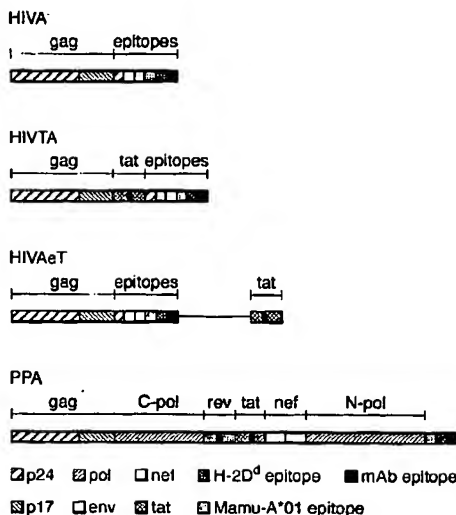 HIVA
gag epitopes
HIVTA
gag tat epitopes
HIVAeT
gag epitopes tat
PPA
gag C-pol rev tat nef N-pol
p24 pol nef H-2Dᵈ epitope mAb epitope
p17 env tat Mamu-A*01 epitope